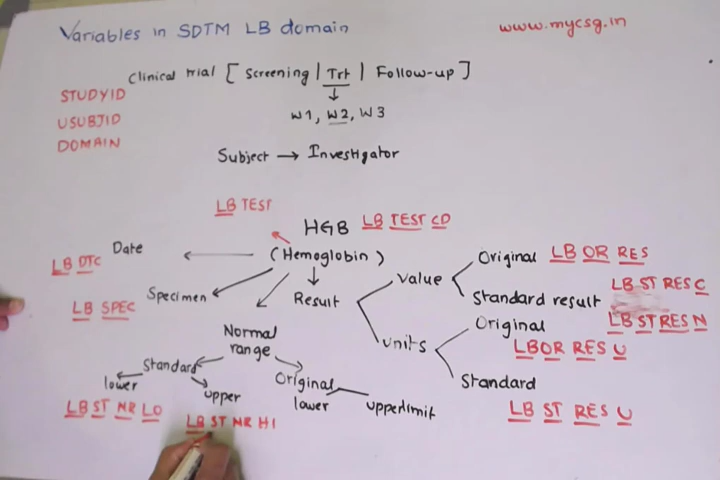 Variables in SDTM LB domain
www.mycsg.in
Clinical trial [ Screening | Trt | Follow-up ]
STUDYID
USUBJID
DOMAIN
W1, W2, W3
Subject → Investigator
LB TEST
HGB LB TEST CD
(Hemoglobin)
Date
LB DTC
Specimen
LB SPEC
Result
Value
Original LB OR RES
LB ST RES C
Standard result
LB ST RES N
units
Original
LBOR RES U
Standard
LB ST RES U
Normal
range
Standard
lower
upper
LB ST NR LO
LB ST NR HI
Original
lower
upperlimit